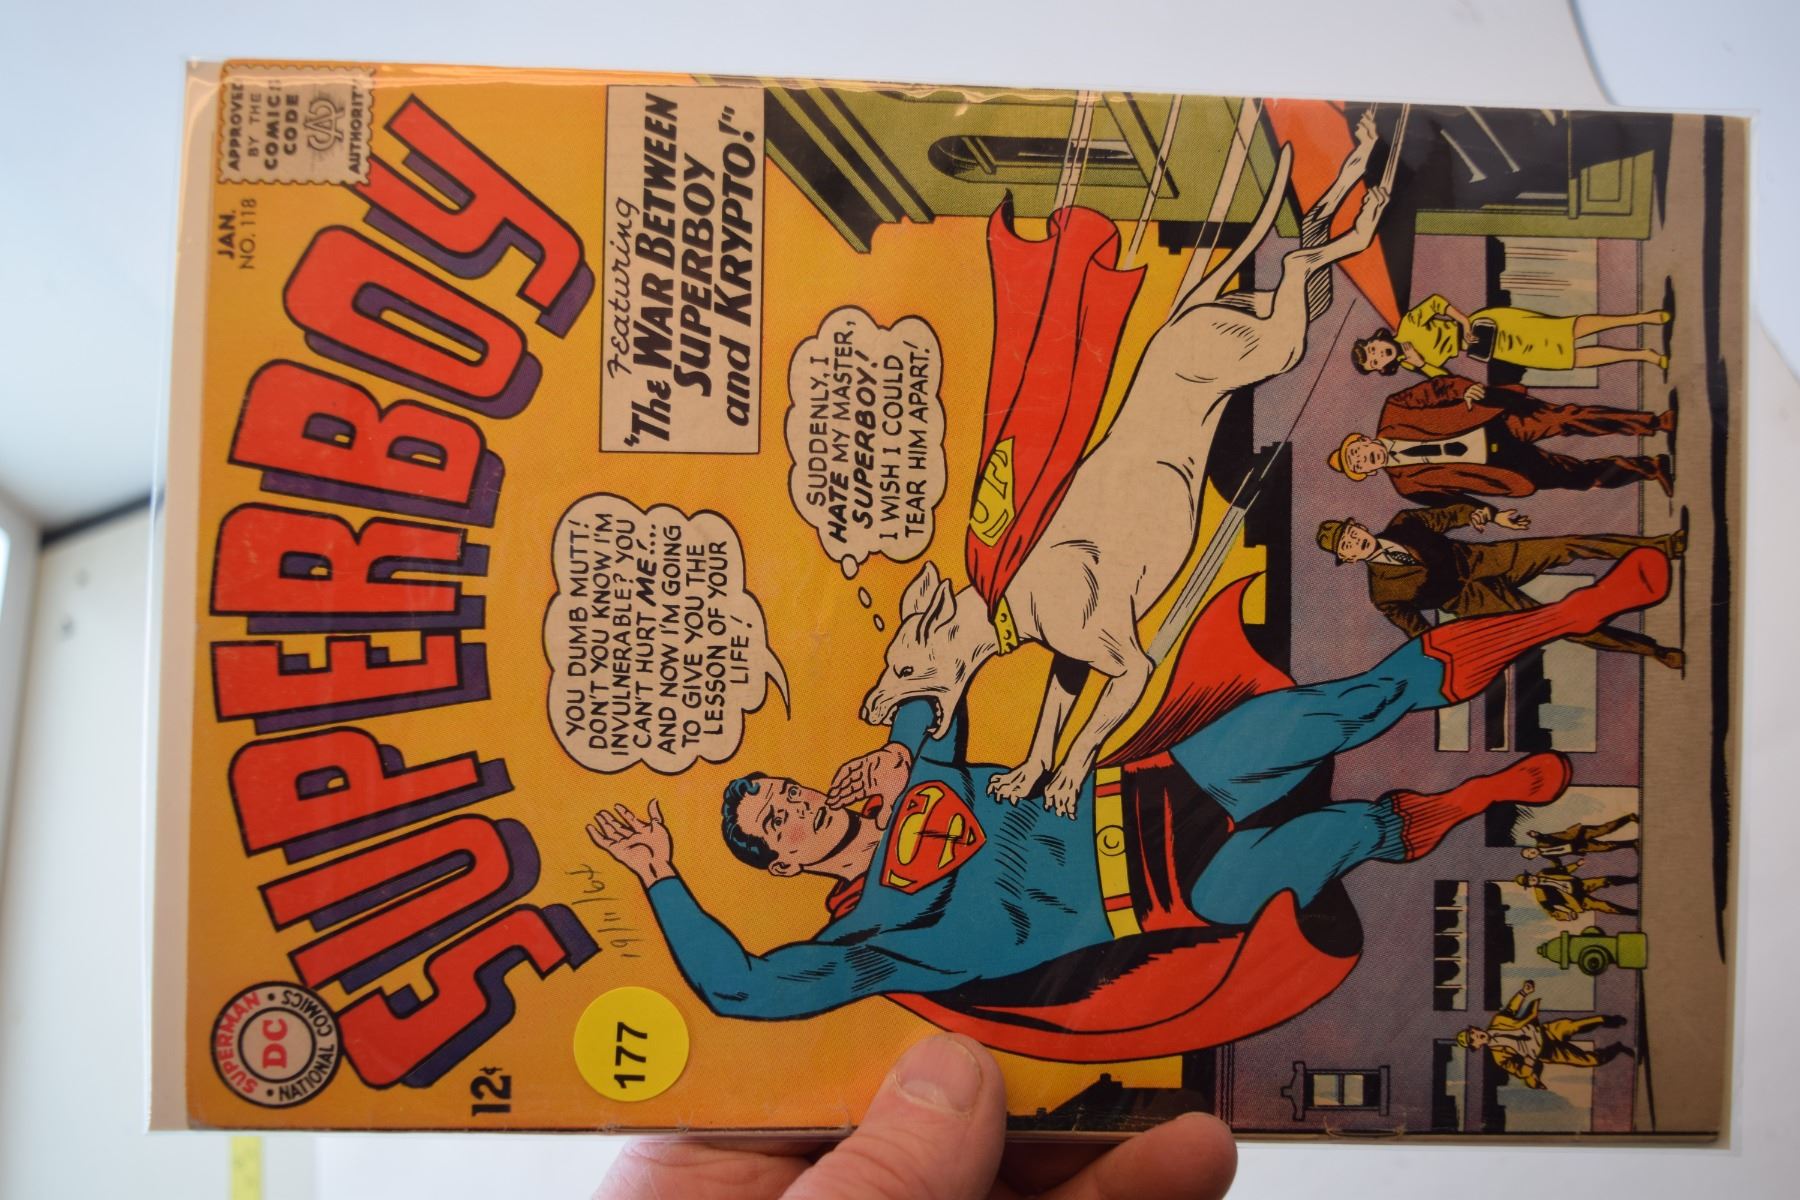 APPROVED
BY THE
COMICS
CODE
CA
AUTHORITY
JAN.
NO. 118
SUPERBOY
SUPERMAN
DC
NATIONAL COMICS
12¢
177
Featuring
"The WAR BETWEEN
SUPERBOY
and KRYPTO!"
YOU DUMB MUTT!
DON'T YOU KNOW I'M
INVULNERABLE? YOU
CAN'T HURT ME!...
AND NOW I'M GOING
TO GIVE YOU THE
LESSON OF YOUR
LIFE!
SUDDENLY, I
HATE MY MASTER,
SUPERBOY!
I WISH I COULD
TEAR HIM APART!
S
S